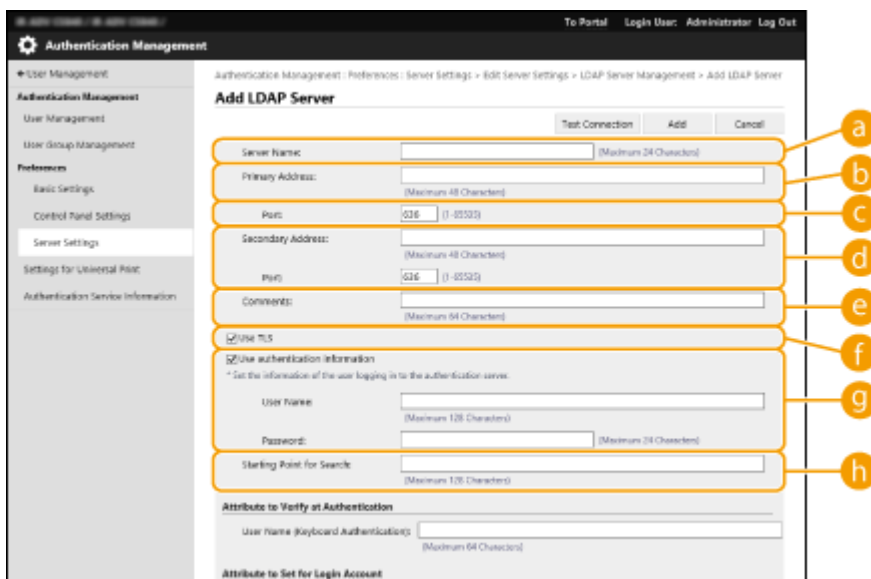 To Portal Login User: Administrator Log Out
Authentication Management
User Management
Authentication Management : Preferences : Server Settings > Edit Server Settings > LDAP Server Management > Add LDAP Server
Authentication Management
User Management
User Group Management
Preferences
Basic Settings
Control Panel Settings
Server Settings
Settings for Universal Print
Authentication Service Information
Add LDAP Server
Test Connection Add Cancel
Server Name: (Maximum 24 Characters) a
Primary Address: b
(Maximum 48 Characters)
Port: 636 (1-65535) c
Secondary Address: d
(Maximum 48 Characters)
Port: 636 (1-65535)
Comments: e
(Maximum 64 Characters)
Use TLS f
Use authentication information
* Set the information of the user logging in to the authentication server.
User Name: g
(Maximum 128 Characters)
Password: (Maximum 24 Characters)
Starting Point for Search: h
(Maximum 128 Characters)
Attribute to Verify at Authentication
User Name (Keyboard Authentication):
(Maximum 64 Characters)
Attribute to Set for Login Account